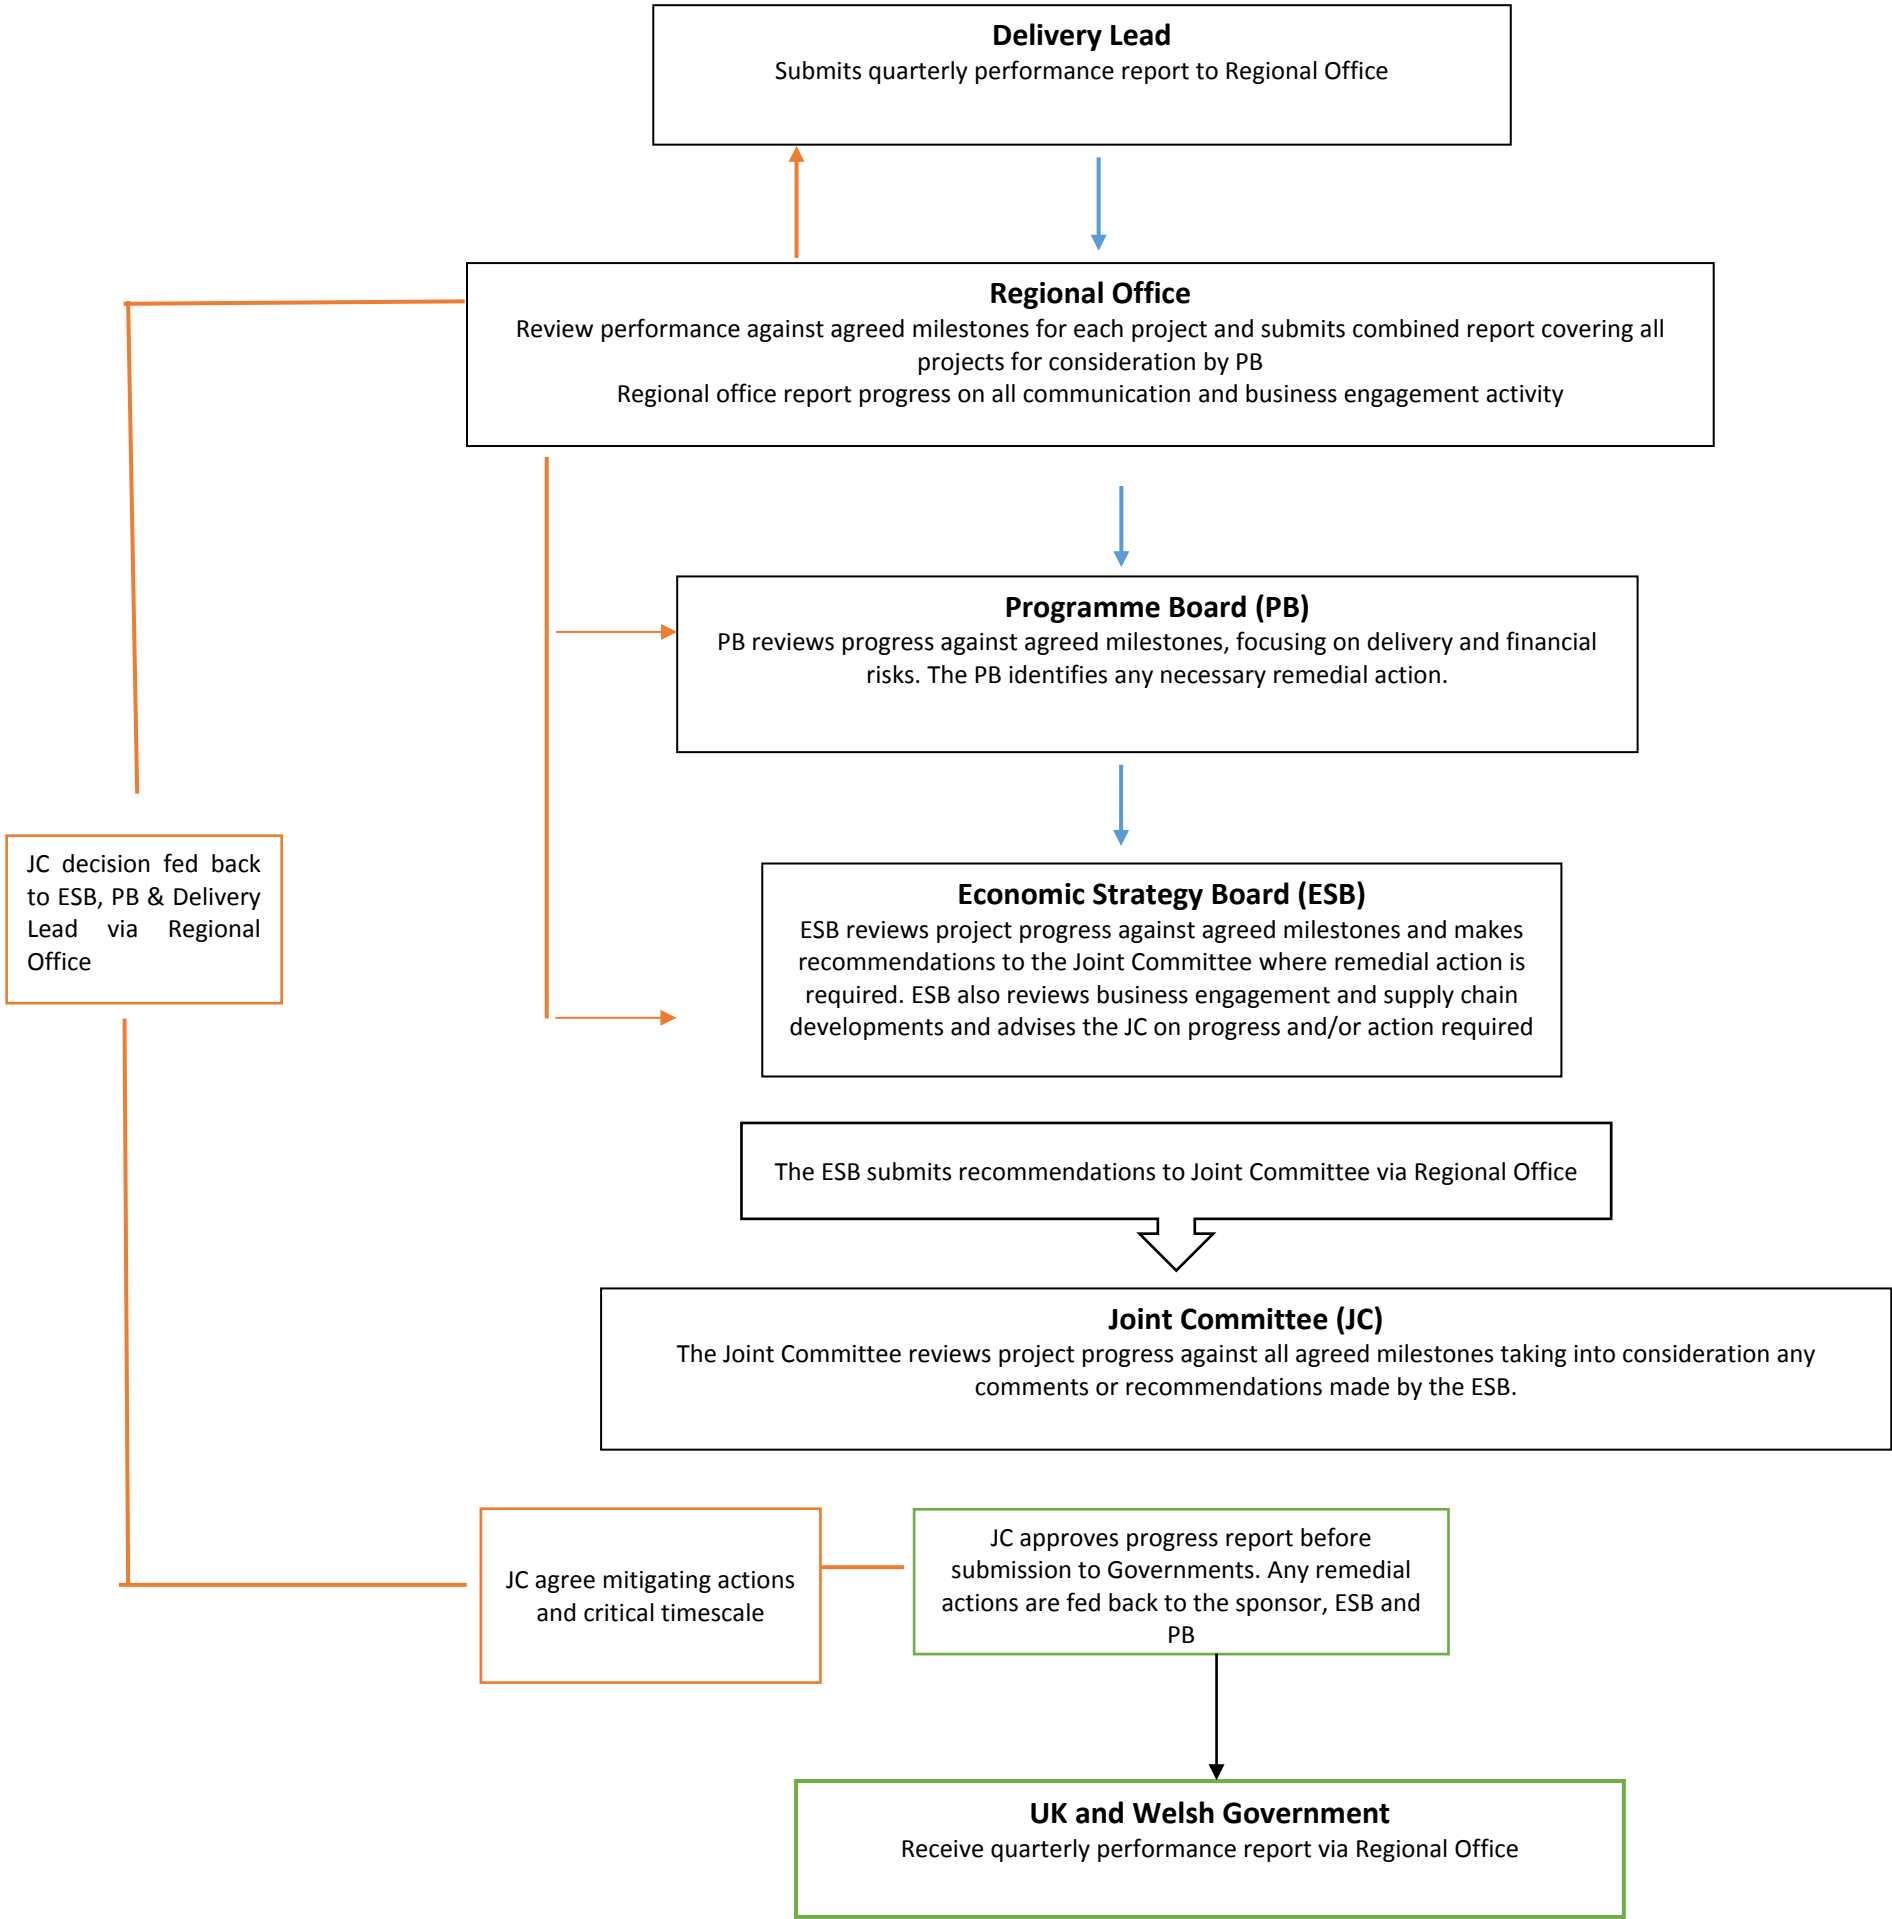 Delivery Lead
Submits quarterly performance report to Regional Office
Regional Office
Review performance against agreed milestones for each project and submits combined report covering all
projects for consideration by PB
Regional office report progress on all communication and business engagement activity
Programme Board (PB)
PB reviews progress against agreed milestones, focusing on delivery and financial
risks. The PB identifies any necessary remedial action.
JC decision fed back
to ESB, PB & Delivery
Lead via Regional
Office
Economic Strategy Board (ESB)
ESB reviews project progress against agreed milestones and makes
recommendations to the Joint Committee where remedial action is
required. ESB also reviews business engagement and supply chain
developments and advises the JC on progress and/or action required
The ESB submits recommendations to Joint Committee via Regional Office
Joint Committee (JC)
The Joint Committee reviews project progress against all agreed milestones taking into consideration any
comments or recommendations made by the ESB.
JC agree mitigating actions
and critical timescale
JC approves progress report before
submission to Governments. Any remedial
actions are fed back to the sponsor, ESB and
PB
UK and Welsh Government
Receive quarterly performance report via Regional Office